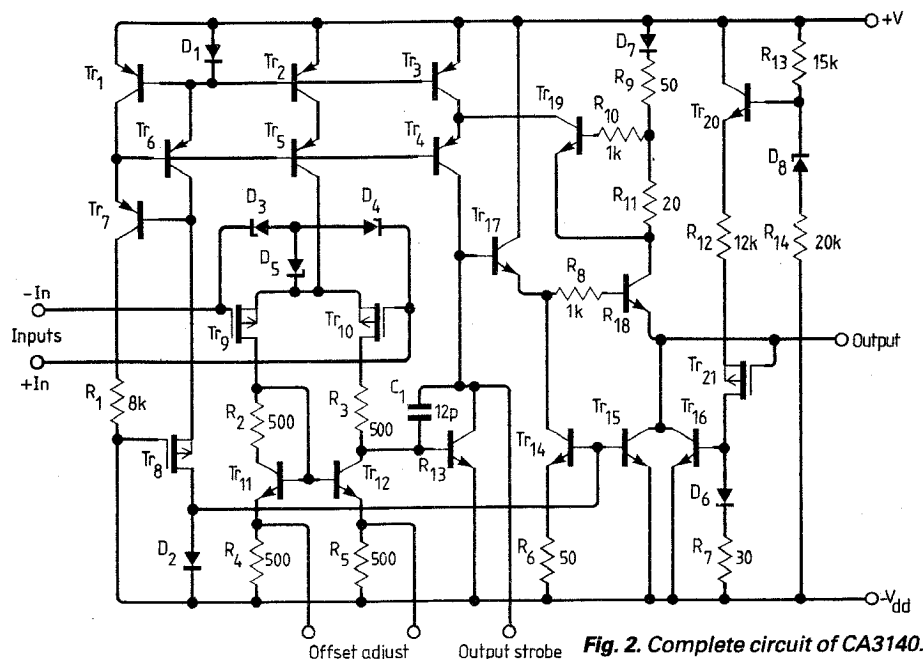 +V
D1
Tr1
Tr2
Tr3
D7
R9
50
R13
15k
Tr19
R10
1k
Tr20
Tr6
Tr5
Tr4
D8
R11
20
Tr7
D3
D4
Tr17
R12
12k
R14
20k
D5
R8
1k
R18
-In
Inputs
+In
Tr9
Tr10
Output
Tr21
R1
8k
R2
500
R3
500
C1
12p
Tr8
Tr11
Tr12
R13
Tr14
Tr15
Tr16
D6
D2
R4
500
R5
500
R6
50
R7
30
-Vdd
Offset adjust
Output strobe
Fig. 2. Complete circuit of CA3140.